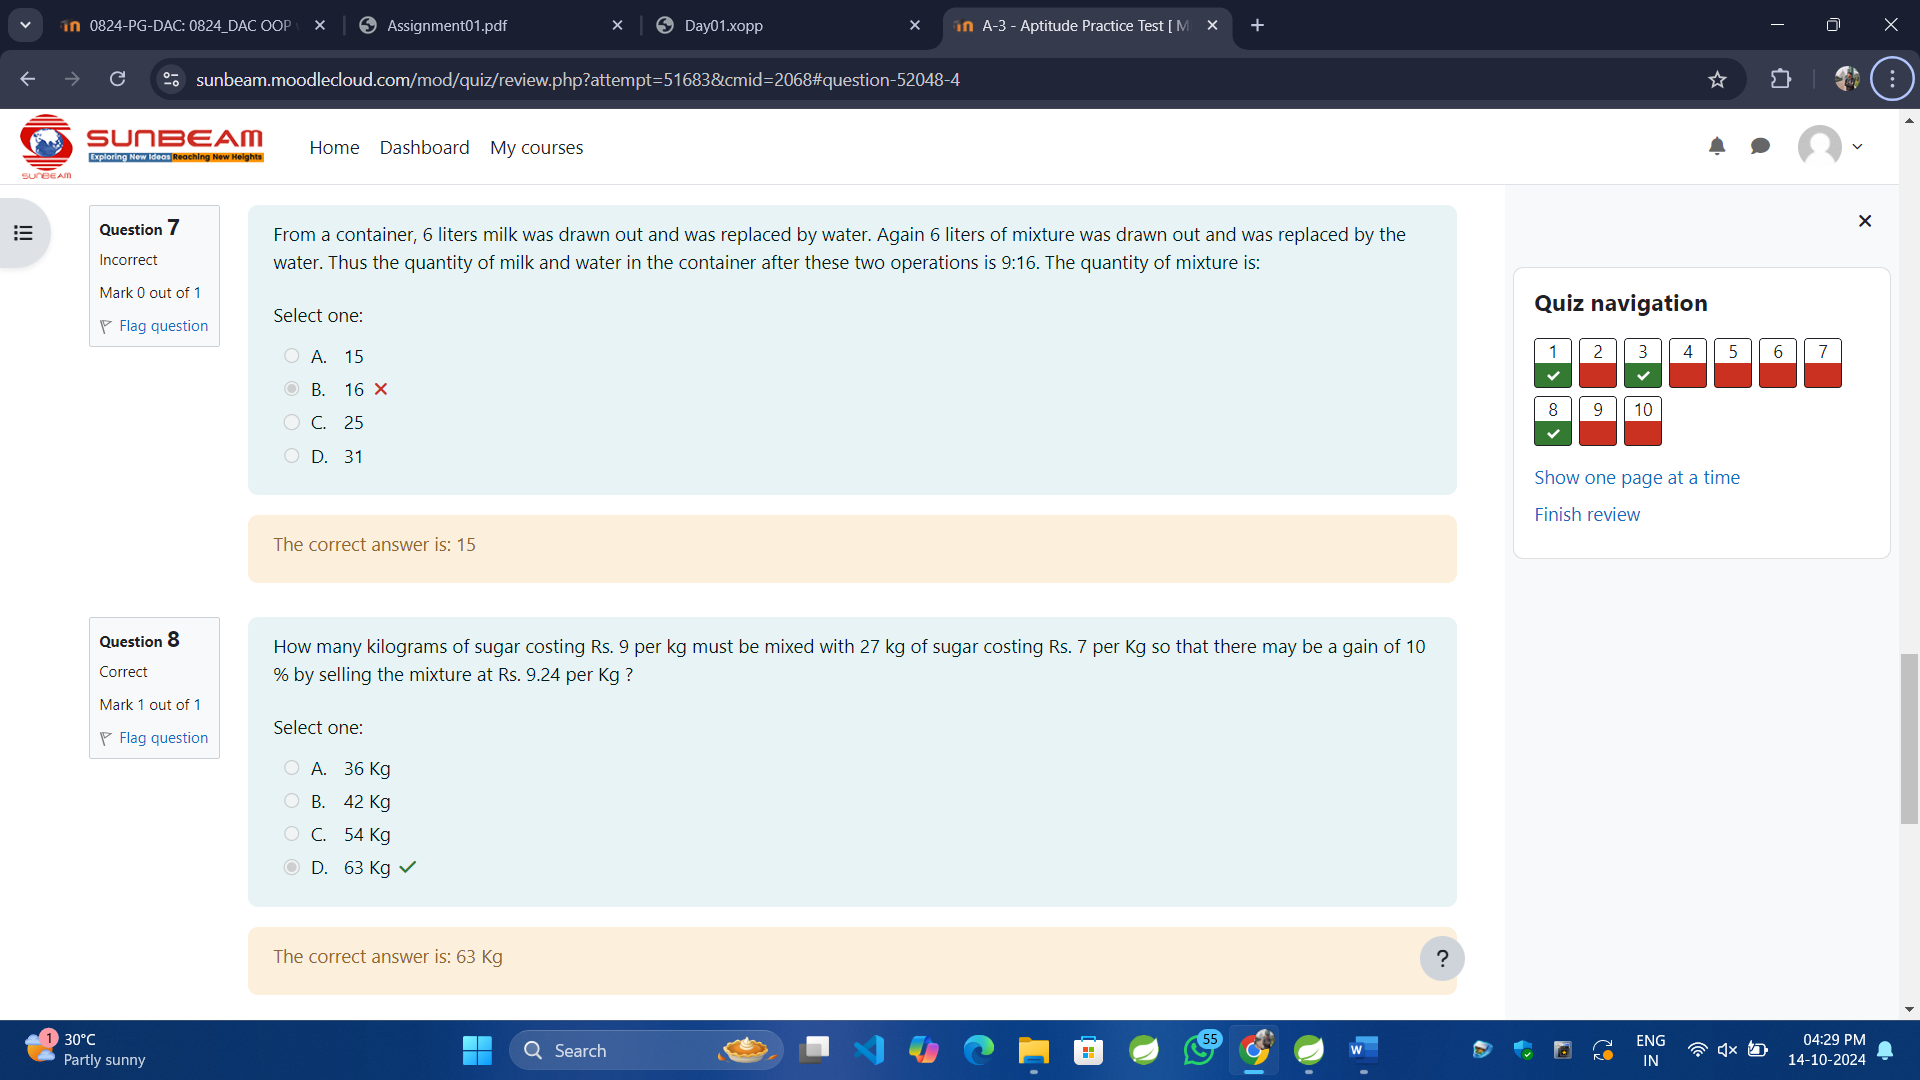 0824-PG-DAC: 0824_DAC OOP
Assignment01.pdf
Day01.xopp
A-3 - Aptitude Practice Test [ M
sunbeam.moodlecloud.com/mod/quiz/review.php?attempt=51683&cmid=2068#question-52048-4
SUNBEAM
Exploring New Ideas Reaching New Heights
SUNBEAM
Home
Dashboard
My courses
Question 7
Incorrect
Mark 0 out of 1
Flag question
From a container, 6 liters milk was drawn out and was replaced by water. Again 6 liters of mixture was drawn out and was replaced by the
water. Thus the quantity of milk and water in the container after these two operations is 9:16. The quantity of mixture is:
Select one:
A. 15
B. 16
C. 25
D. 31
The correct answer is: 15
Question 8
Correct
Mark 1 out of 1
Flag question
How many kilograms of sugar costing Rs. 9 per kg must be mixed with 27 kg of sugar costing Rs. 7 per Kg so that there may be a gain of 10
% by selling the mixture at Rs. 9.24 per Kg ?
Select one:
A. 36 Kg
B. 42 Kg
C. 54 Kg
D. 63 Kg
The correct answer is: 63 Kg
?
Quiz navigation
1 2 3 4 5 6 7
8 9 10
Show one page at a time
Finish review
1
30°C
Partly sunny
Search
55
W
ENG
IN
04:29 PM
14-10-2024